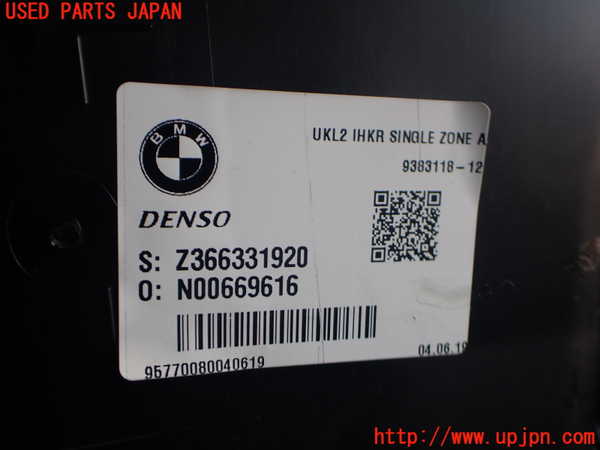 USED PARTS JAPAN
BMW
UKL2 IHKR SINGLE ZONE A
9383118-12
DENSO
S: Z366331920
O: N00669616
95770080040619
04.06.19
http://www.upjpn.com/